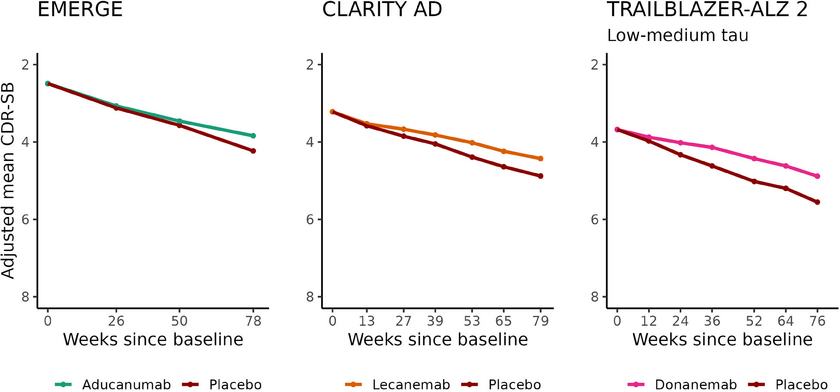 EMERGE
CLARITY AD
TRAILBLAZER-ALZ 2
Low-medium tau
Adjusted mean CDR-SB
2
4
6
8
0 26 50 78
Weeks since baseline
Aducanumab Placebo
2
4
6
8
0 13 27 39 53 65 79
Weeks since baseline
Lecanemab Placebo
2
4
6
8
0 12 24 36 52 64 76
Weeks since baseline
Donanemab Placebo